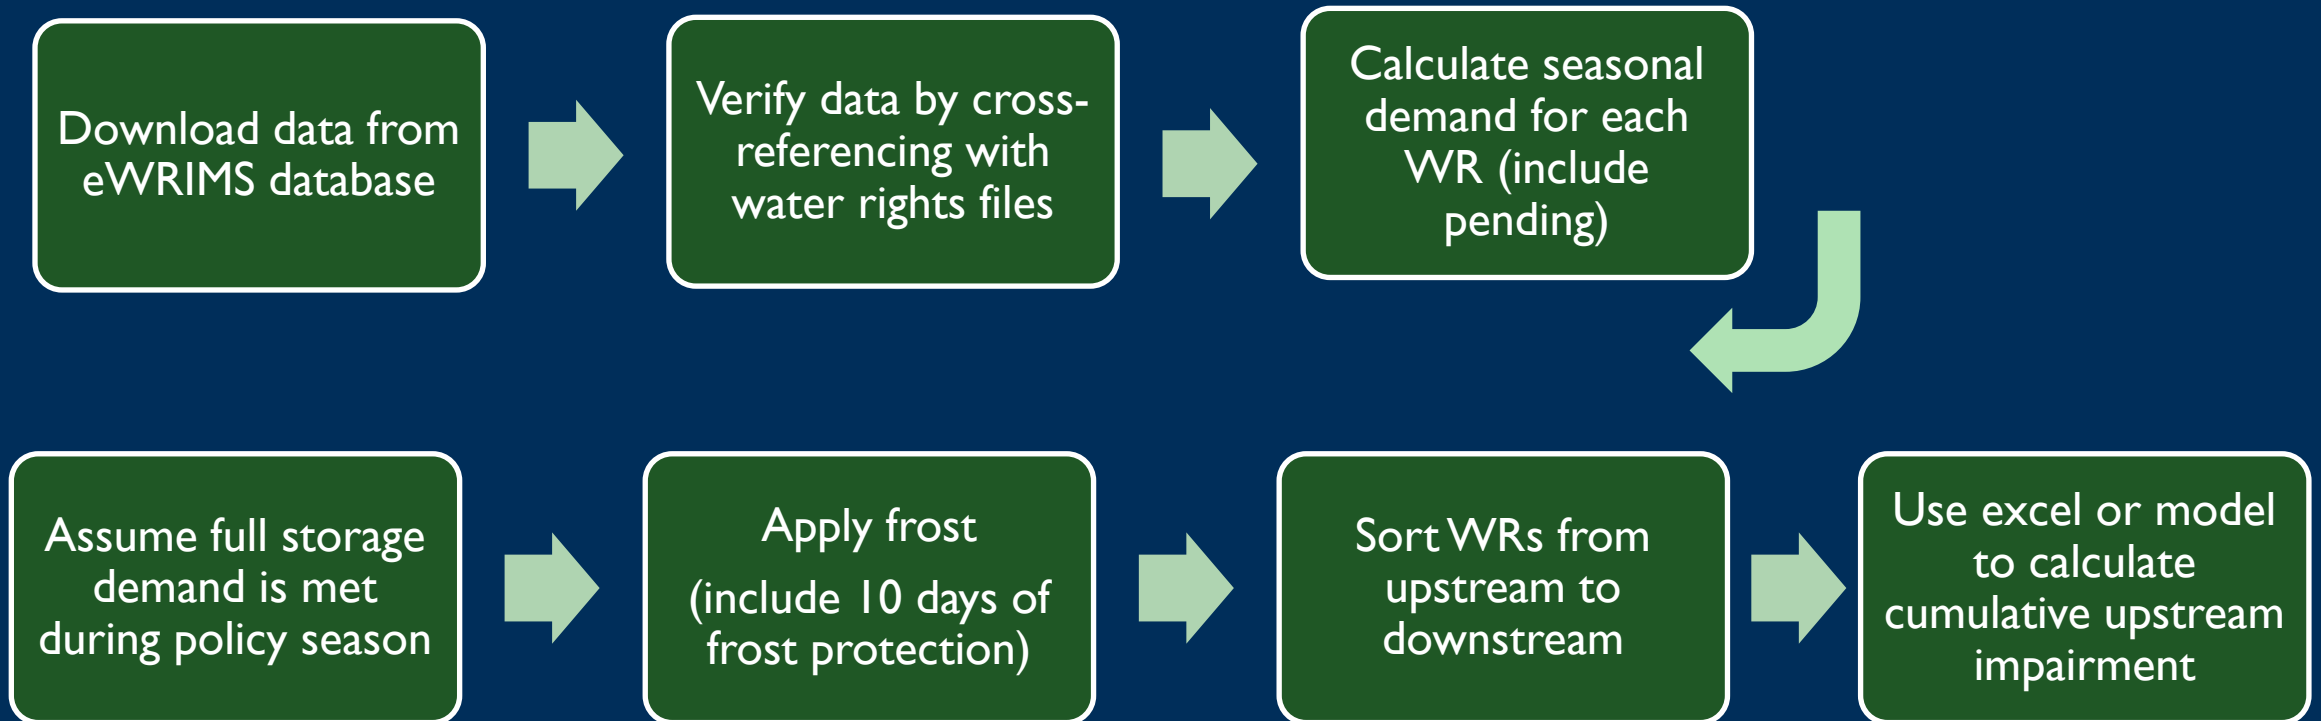 Download data from
eWRIMS database
Verify data by cross-
referencing with
water rights files
Calculate seasonal
demand for each
WR (include
pending)
Assume full storage
demand is met
during policy season
Apply frost
(include 10 days of
frost protection)
Sort WRs from
upstream to
downstream
Use excel or model
to calculate
cumulative upstream
impairment